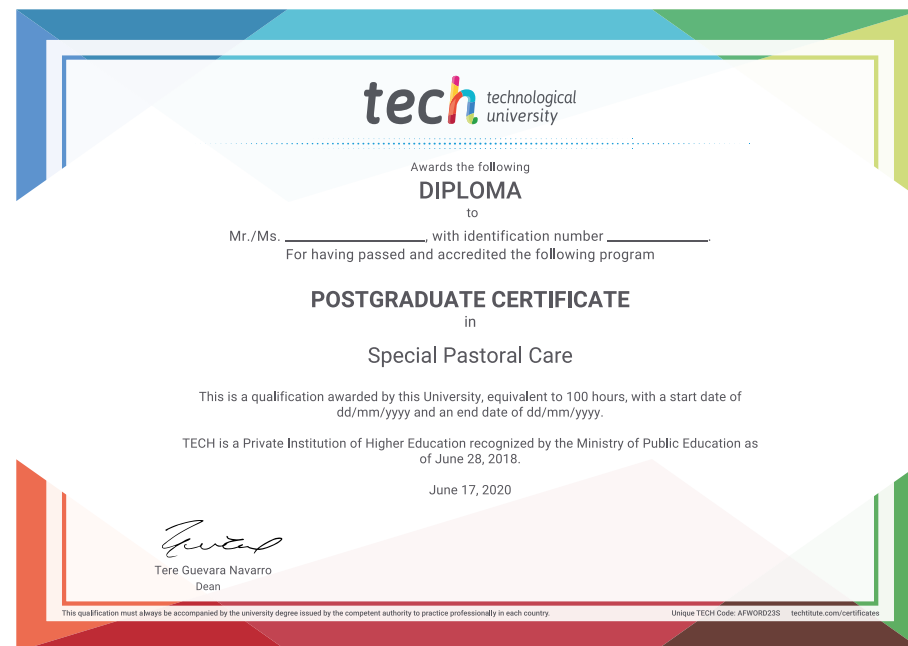 tech technological
university
Awards the following
DIPLOMA
to
Mr./Ms. ____________________, with identification number ______________.
For having passed and accredited the following program
POSTGRADUATE CERTIFICATE
in
Special Pastoral Care
This is a qualification awarded by this University, equivalent to 100 hours, with a start date of
dd/mm/yyyy and an end date of dd/mm/yyyy.
TECH is a Private Institution of Higher Education recognized by the Ministry of Public Education as
of June 28, 2018.
June 17, 2020
Tere Guevara Navarro
Dean
This qualification must always be accompanied by the university degree issued by the competent authority to practice professionally in each country. Unique TECH Code: AFWORD23S techtitute.com/certificates